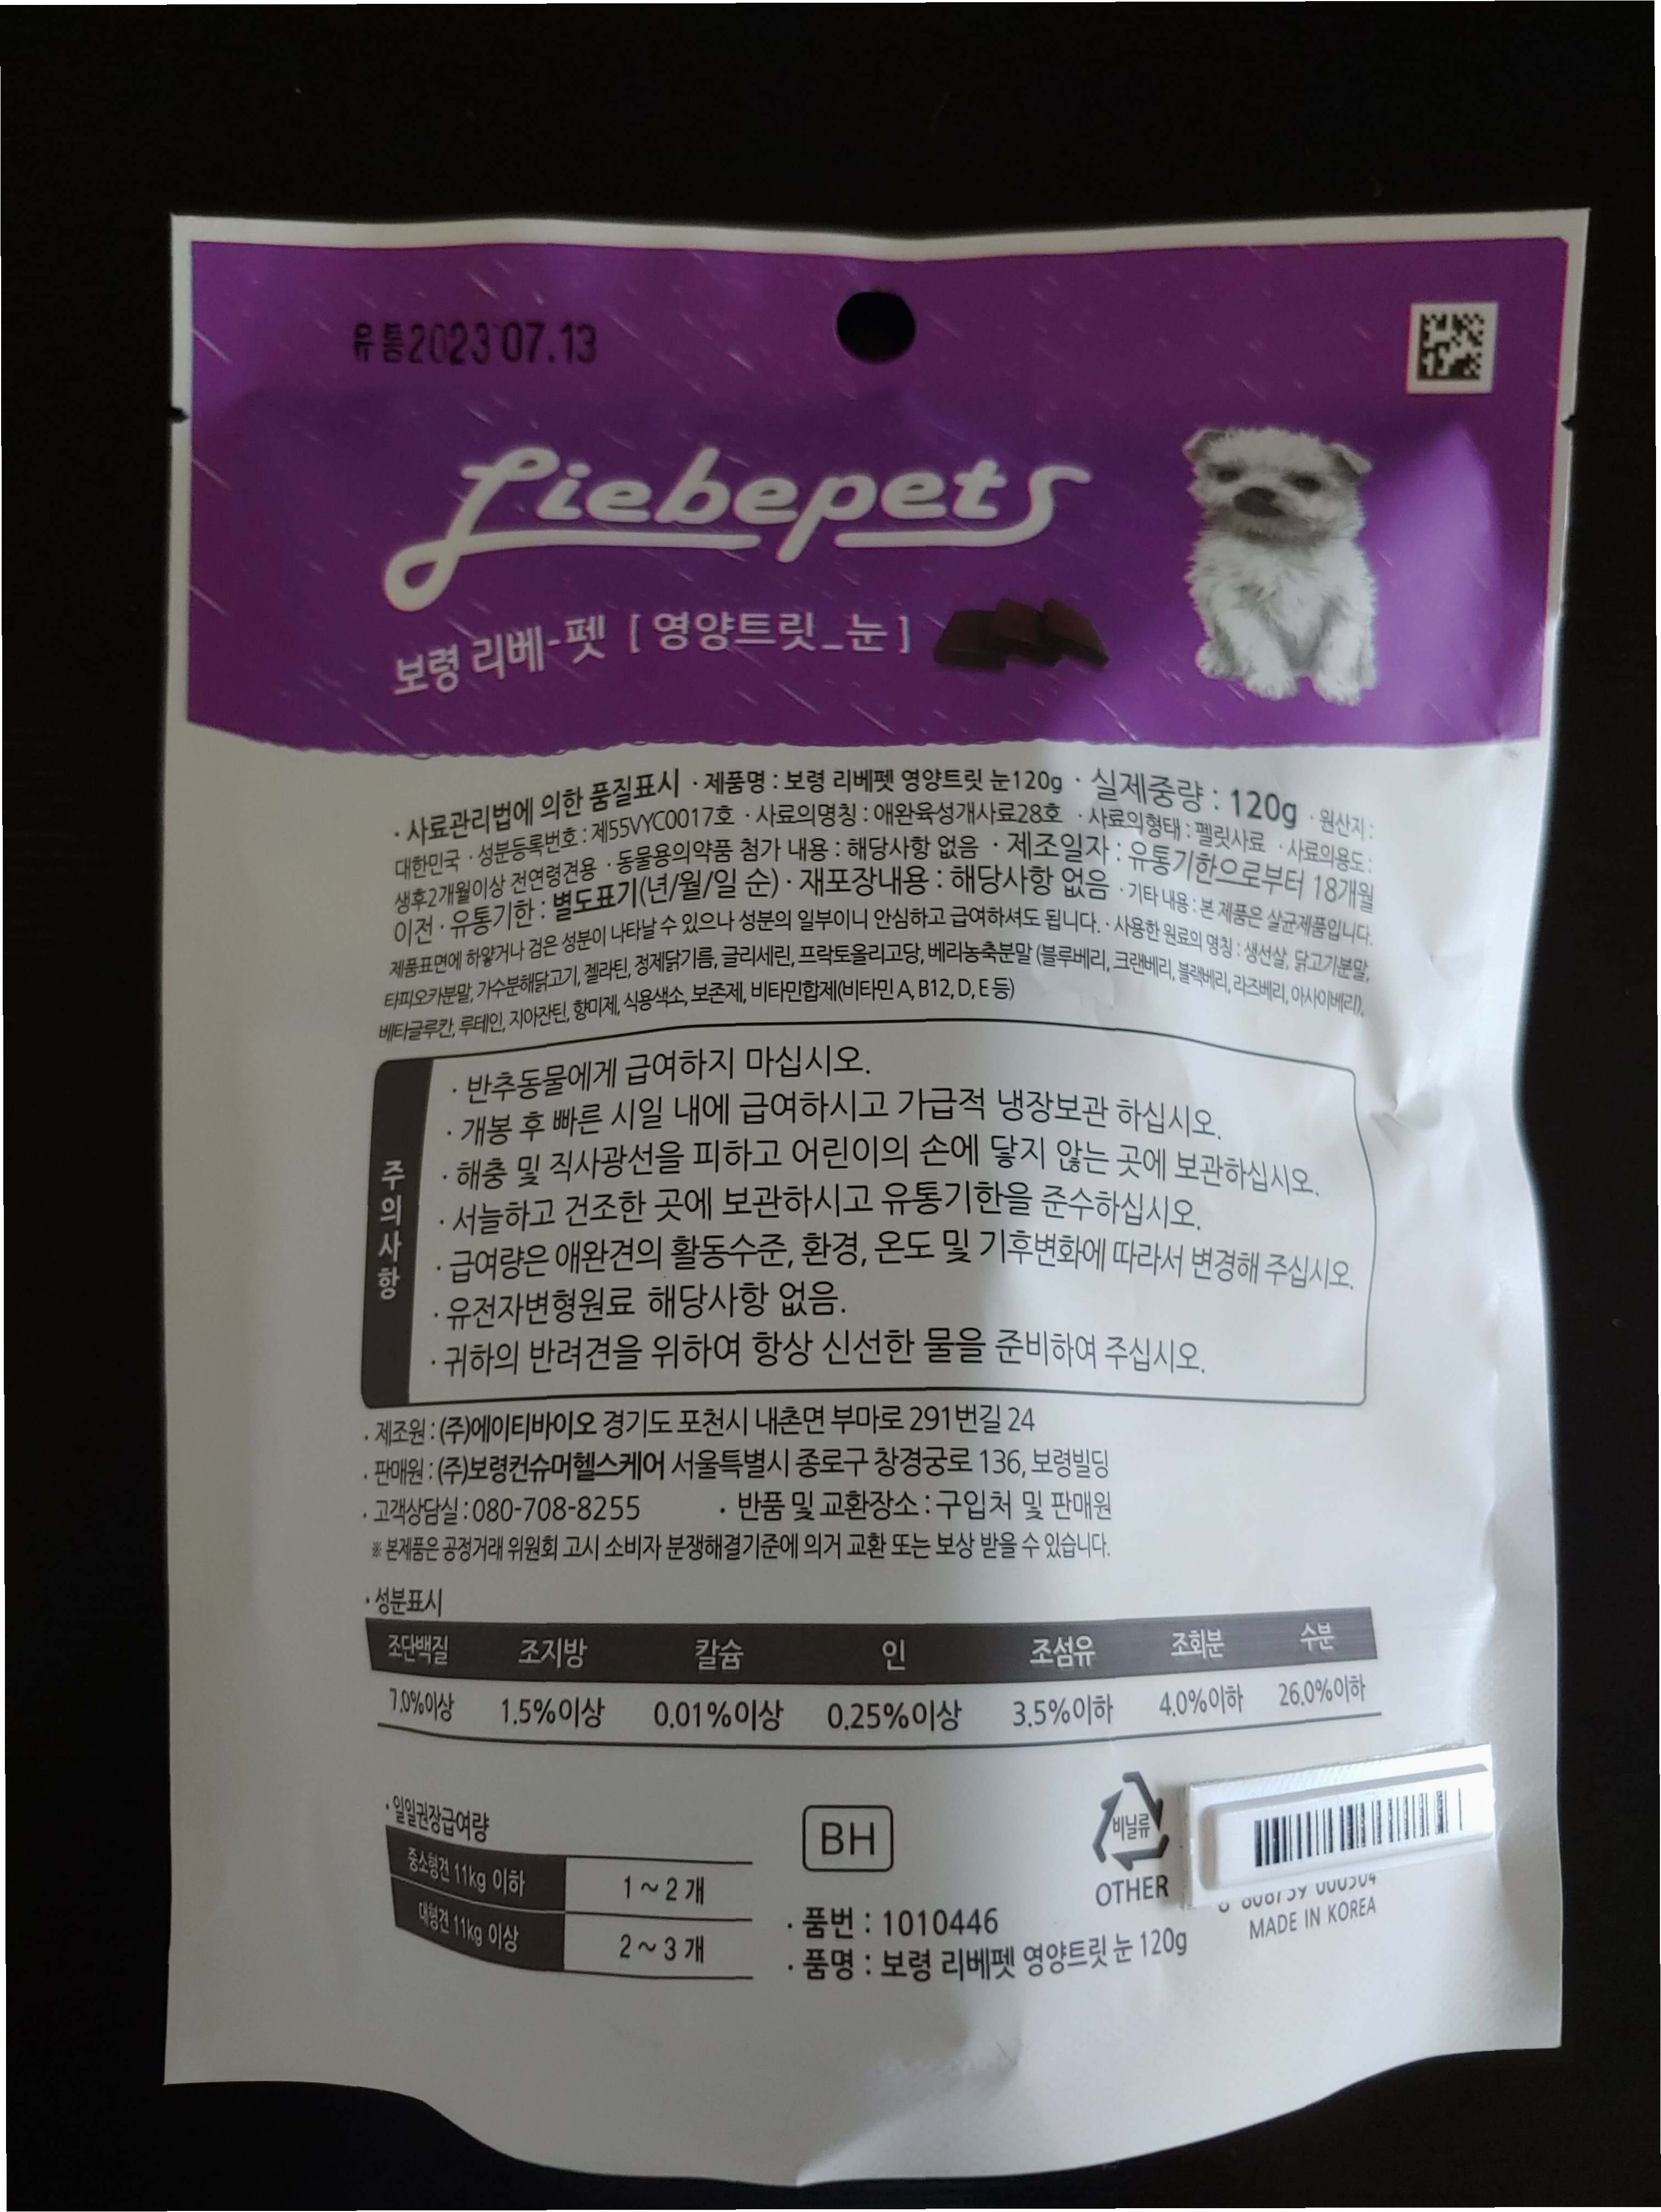 유통2023.07.13
Liebepets
보령 리베-펫 [ 영양트릿_눈 ]
· 사료관리법에 의한 품질표시 · 제품명 : 보령 리베펫 영양트릿 눈120g · 실제중량 : 120g · 원산지 :
대한민국 · 성분등록번호 : 제55VYC0017호 · 사료의명칭 : 애완육성개사료28호 · 사료의형태 : 펠릿사료 · 사료의용도 :
생후2개월이상 전연령견용 · 동물용의약품 첨가 내용 : 해당사항 없음 · 제조일자 : 유통기한으로부터 18개월
이전 · 유통기한 : 별도표기(년/월/일 순) · 재포장내용 : 해당사항 없음 · 기타 내용 : 본 제품은 살균제품입니다.
제품표면에 하얗거나 검은 성분이 나타날 수 있으나 성분의 일부이니 안심하고 급여하셔도 됩니다. · 사용한 원료의 명칭 : 생선살, 닭고기분말,
타피오카분말, 가수분해닭고기, 젤라틴, 정제닭기름, 글리세린, 프락토올리고당, 베리농축분말 (블루베리, 크랜베리, 블랙베리, 라즈베리, 아사이베리),
베타글루칸, 루테인, 지아잔틴, 향미제, 식용색소, 보존제, 비타민합제(비타민 A, B12, D, E 등)
주의사항
· 반추동물에게 급여하지 마십시오.
· 개봉 후 빠른 시일 내에 급여하시고 가급적 냉장보관 하십시오.
· 해충 및 직사광선을 피하고 어린이의 손에 닿지 않는 곳에 보관하십시오.
· 서늘하고 건조한 곳에 보관하시고 유통기한을 준수하십시오.
· 급여량은 애완견의 활동수준, 환경, 온도 및 기후변화에 따라서 변경해 주십시오.
· 유전자변형원료 해당사항 없음.
· 귀하의 반려견을 위하여 항상 신선한 물을 준비하여 주십시오.
· 제조원 : (주)에이티바이오 경기도 포천시 내촌면 부마로 291번길 24
· 판매원 : (주)보령컨슈머헬스케어 서울특별시 종로구 창경궁로 136, 보령빌딩
· 고객상담실 : 080-708-8255 · 반품 및 교환장소 : 구입처 및 판매원
※ 본제품은 공정거래 위원회 고시 소비자 분쟁해결기준에 의거 교환 또는 보상 받을 수 있습니다.
· 성분표시
조단백질 조지방 칼슘 인 조섬유 조회분 수분
7.0%이상 1.5%이상 0.01%이상 0.25%이상 3.5%이하 4.0%이하 26.0%이하
· 일일권장급여량
중소형견 11kg 이하 1 ~ 2 개
대형견 11kg 이상 2 ~ 3 개
BH
비닐류
OTHER
· 품번 : 1010446
· 품명 : 보령 리베펫 영양트릿 눈 120g
MADE IN KOREA